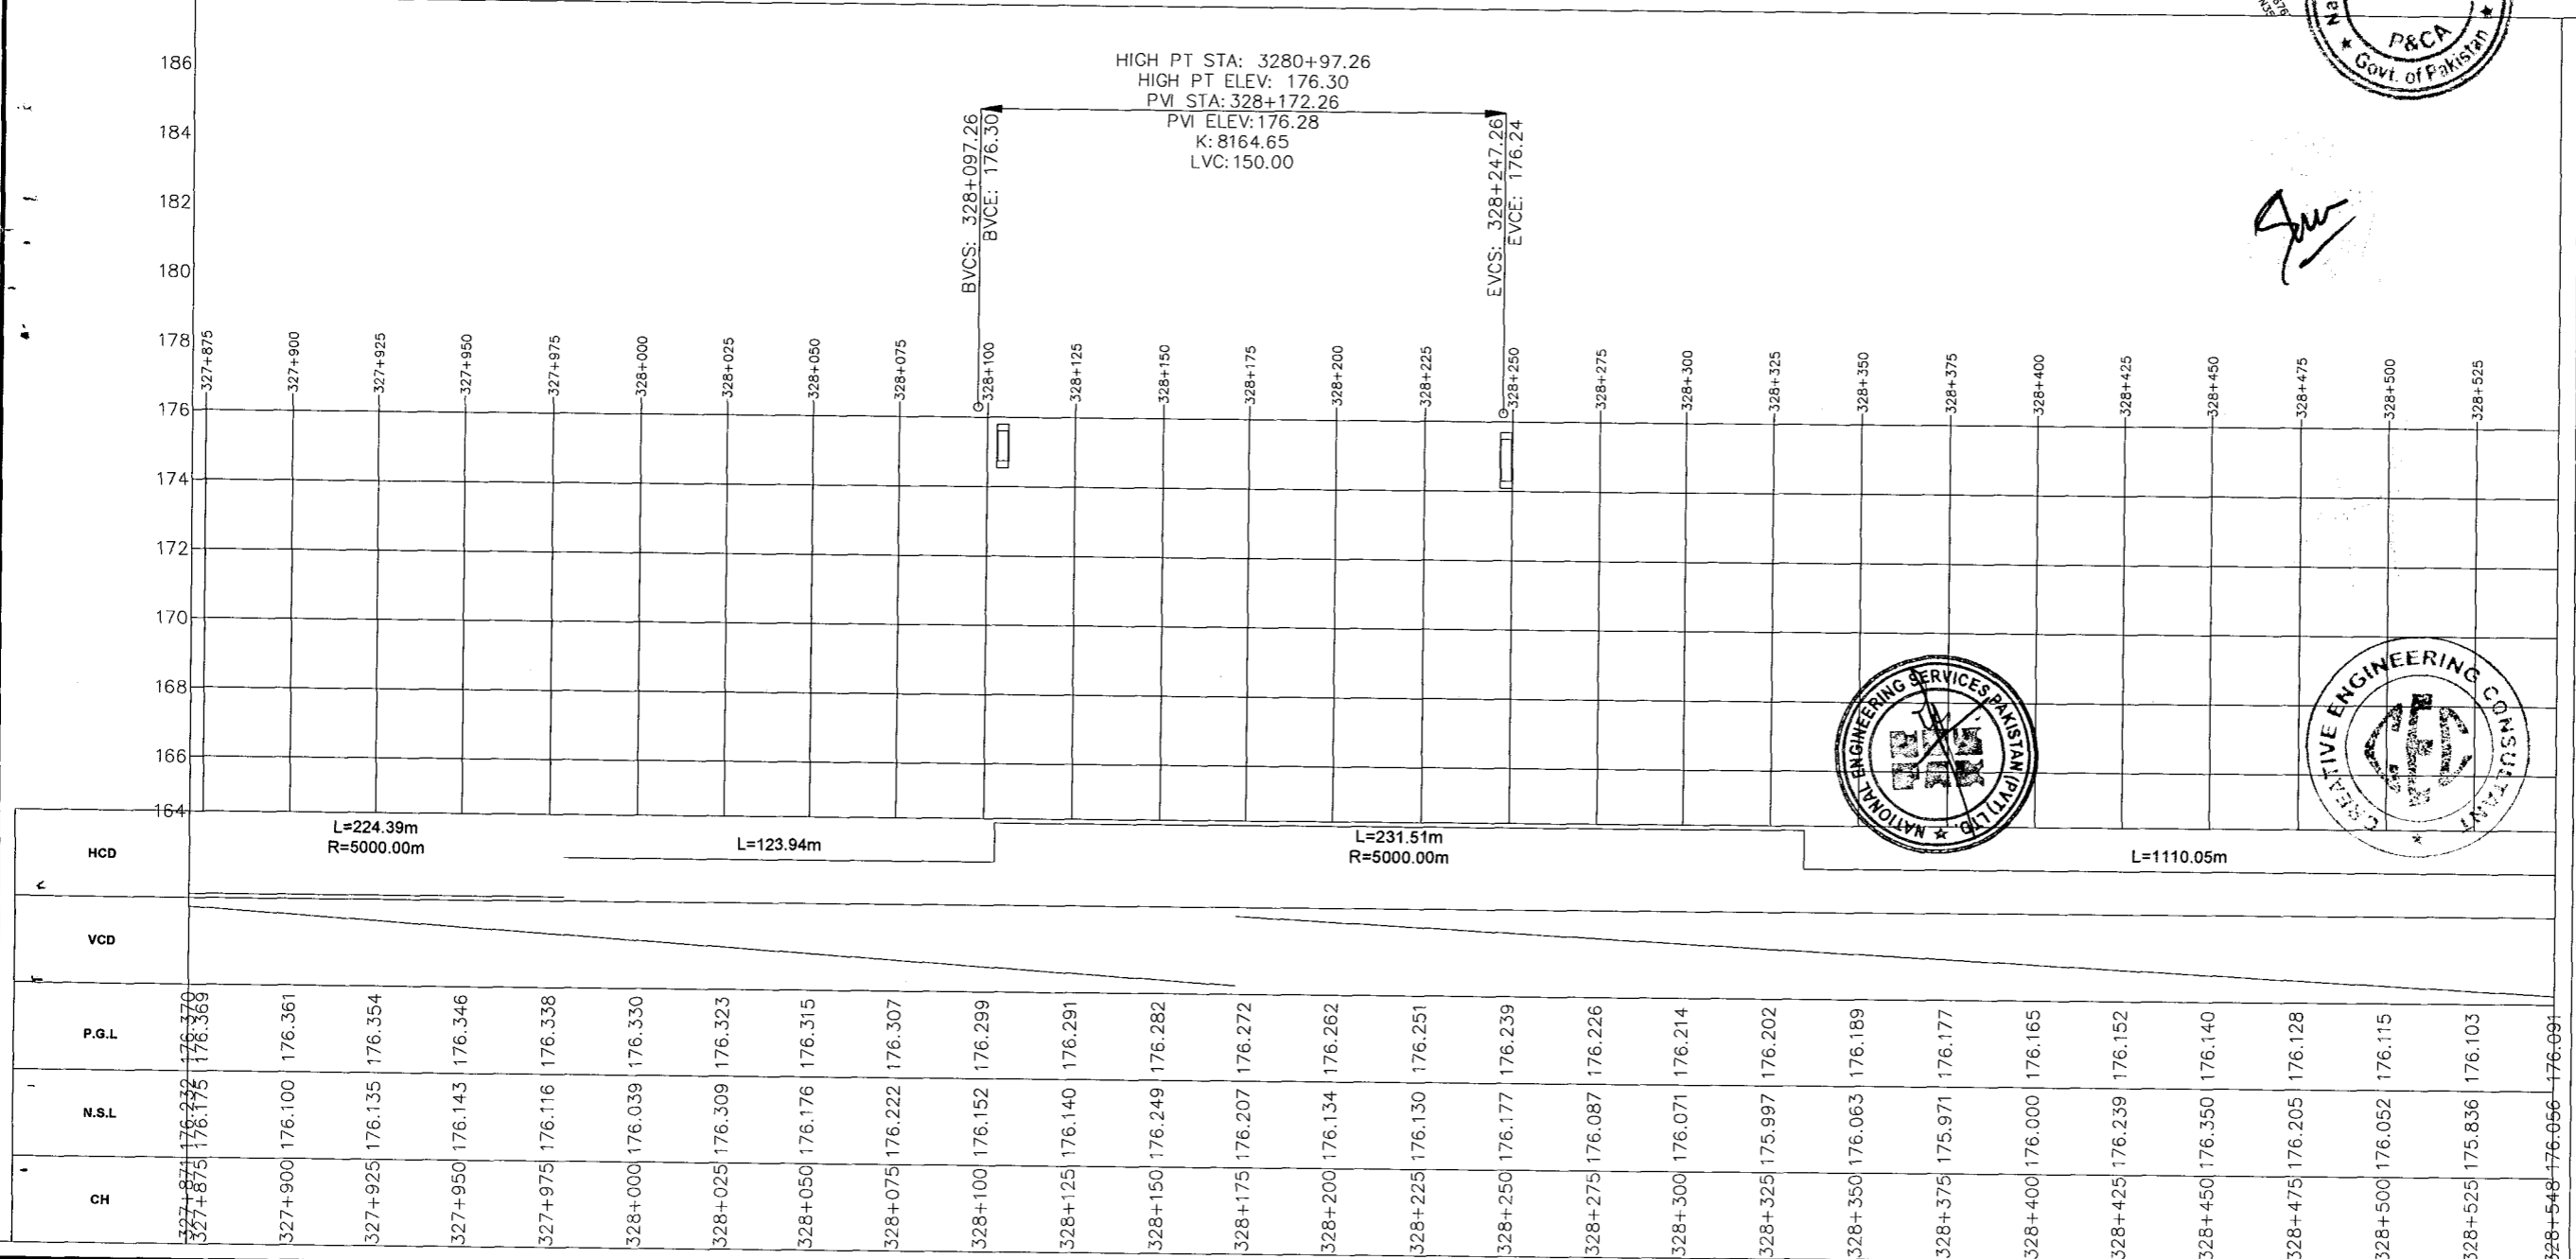 P&CA
Govt. of Pakistan
HIGH PT STA: 3280+97.26
HIGH PT ELEV: 176.30
PVI STA:328+172.26
PVI ELEV:176.28
K:8164.65
LVC:150.00
BVCS: 328+097.26
BVCE: 176.30
EVCS: 328+247.26
EVCE: 176.24
186
184
182
180
178
176
174
172
170
168
166
164
327+875 327+900 327+925 327+950 327+975 328+000 328+025 328+050 328+075 328+100 328+125 328+150 328+175 328+200 328+225 328+250 328+275 328+300 328+325 328+350 328+375 328+400 328+425 328+450 328+475 328+500 328+525
NATIONAL ENGINEERING SERVICES PAKISTAN (PVT) LTD.
CREATIVE ENGINEERING CONSULTANT
HCD
L=224.39m
R=5000.00m
L=123.94m
L=231.51m
R=5000.00m
L=1110.05m
VCD
P.G.L 176.370 176.369 176.361 176.354 176.346 176.338 176.330 176.323 176.315 176.307 176.299 176.291 176.282 176.272 176.262 176.251 176.239 176.226 176.214 176.202 176.189 176.177 176.165 176.152 176.140 176.128 176.115 176.103 176.091
N.S.L 176.232 176.175 176.100 176.135 176.143 176.116 176.039 176.309 176.176 176.222 176.152 176.140 176.249 176.207 176.134 176.130 176.177 176.087 176.071 175.997 176.063 175.971 176.000 176.239 176.350 176.205 176.052 175.836 176.056
CH 327+871 327+875 327+900 327+925 327+950 327+975 328+000 328+025 328+050 328+075 328+100 328+125 328+150 328+175 328+200 328+225 328+250 328+275 328+300 328+325 328+350 328+375 328+400 328+425 328+450 328+475 328+500 328+525 328+548